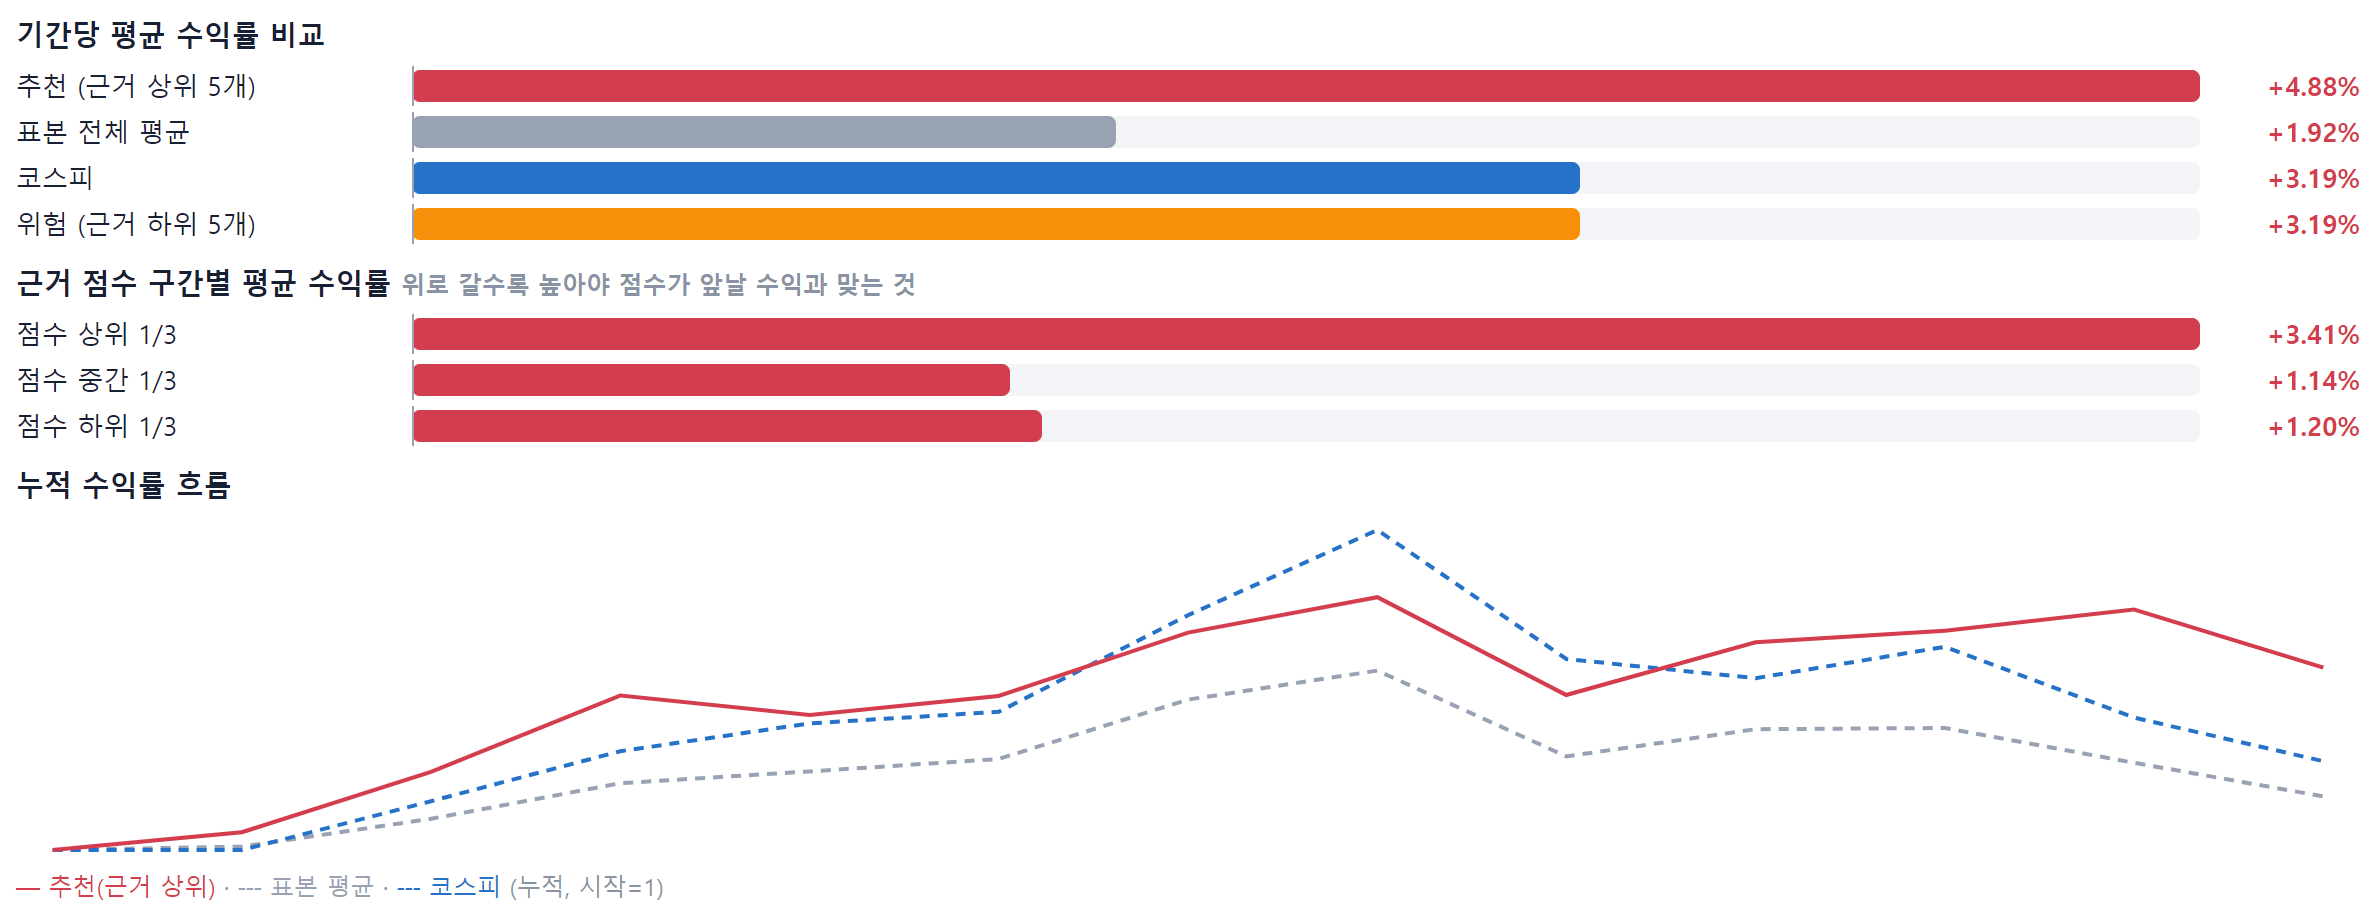 기간당 평균 수익률 비교
추천 (근거 상위 5개) +4.88%
표본 전체 평균 +1.92%
코스피 +3.19%
위험 (근거 하위 5개) +3.19%
근거 점수 구간별 평균 수익률 위로 갈수록 높아야 점수가 앞날 수익과 맞는 것
점수 상위 1/3 +3.41%
점수 중간 1/3 +1.14%
점수 하위 1/3 +1.20%
누적 수익률 흐름
— 추천(근거 상위) · --- 표본 평균 · --- 코스피 (누적, 시작=1)